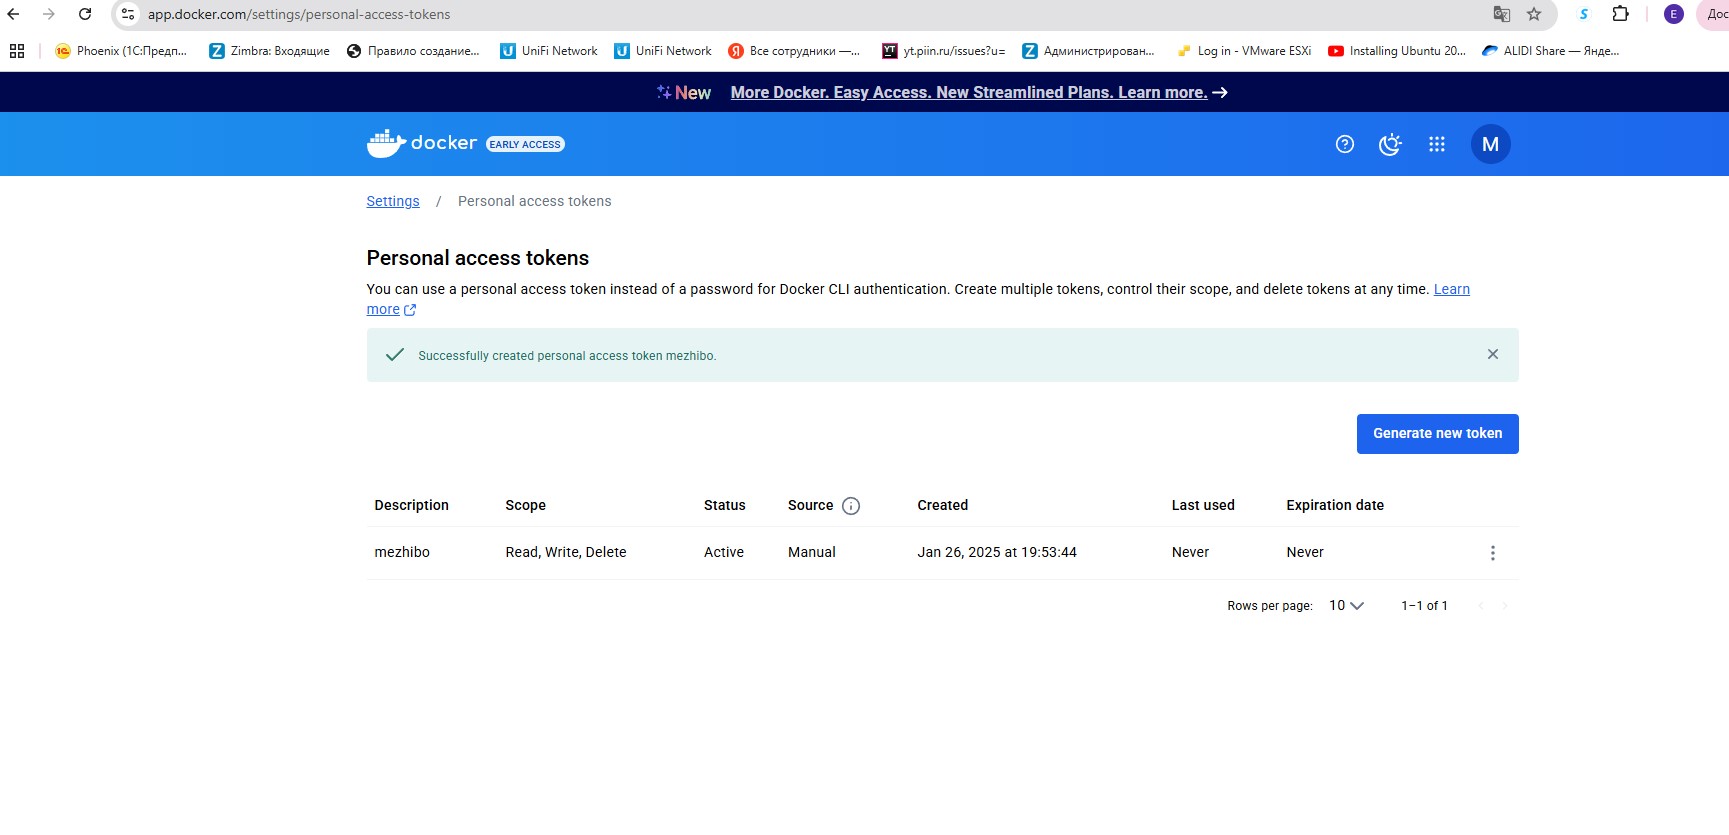 app.docker.com/settings/personal-access-tokens
E
Дос
Phoenix (1С:Предп...
Zimbra: Входящие
Правило создание...
UniFi Network
UniFi Network
Все сотрудники —...
yt.piin.ru/issues?u=
Администрирован...
Log in - VMware ESXi
Installing Ubuntu 20...
ALIDI Share — Янде...
New More Docker. Easy Access. New Streamlined Plans. Learn more. →
docker EARLY ACCESS
M
Settings / Personal access tokens
Personal access tokens
You can use a personal access token instead of a password for Docker CLI authentication. Create multiple tokens, control their scope, and delete tokens at any time. Learn
more
Successfully created personal access token mezhibo.
Generate new token
Description Scope Status Source Created Last used Expiration date
mezhibo Read, Write, Delete Active Manual Jan 26, 2025 at 19:53:44 Never Never
Rows per page: 10 1–1 of 1